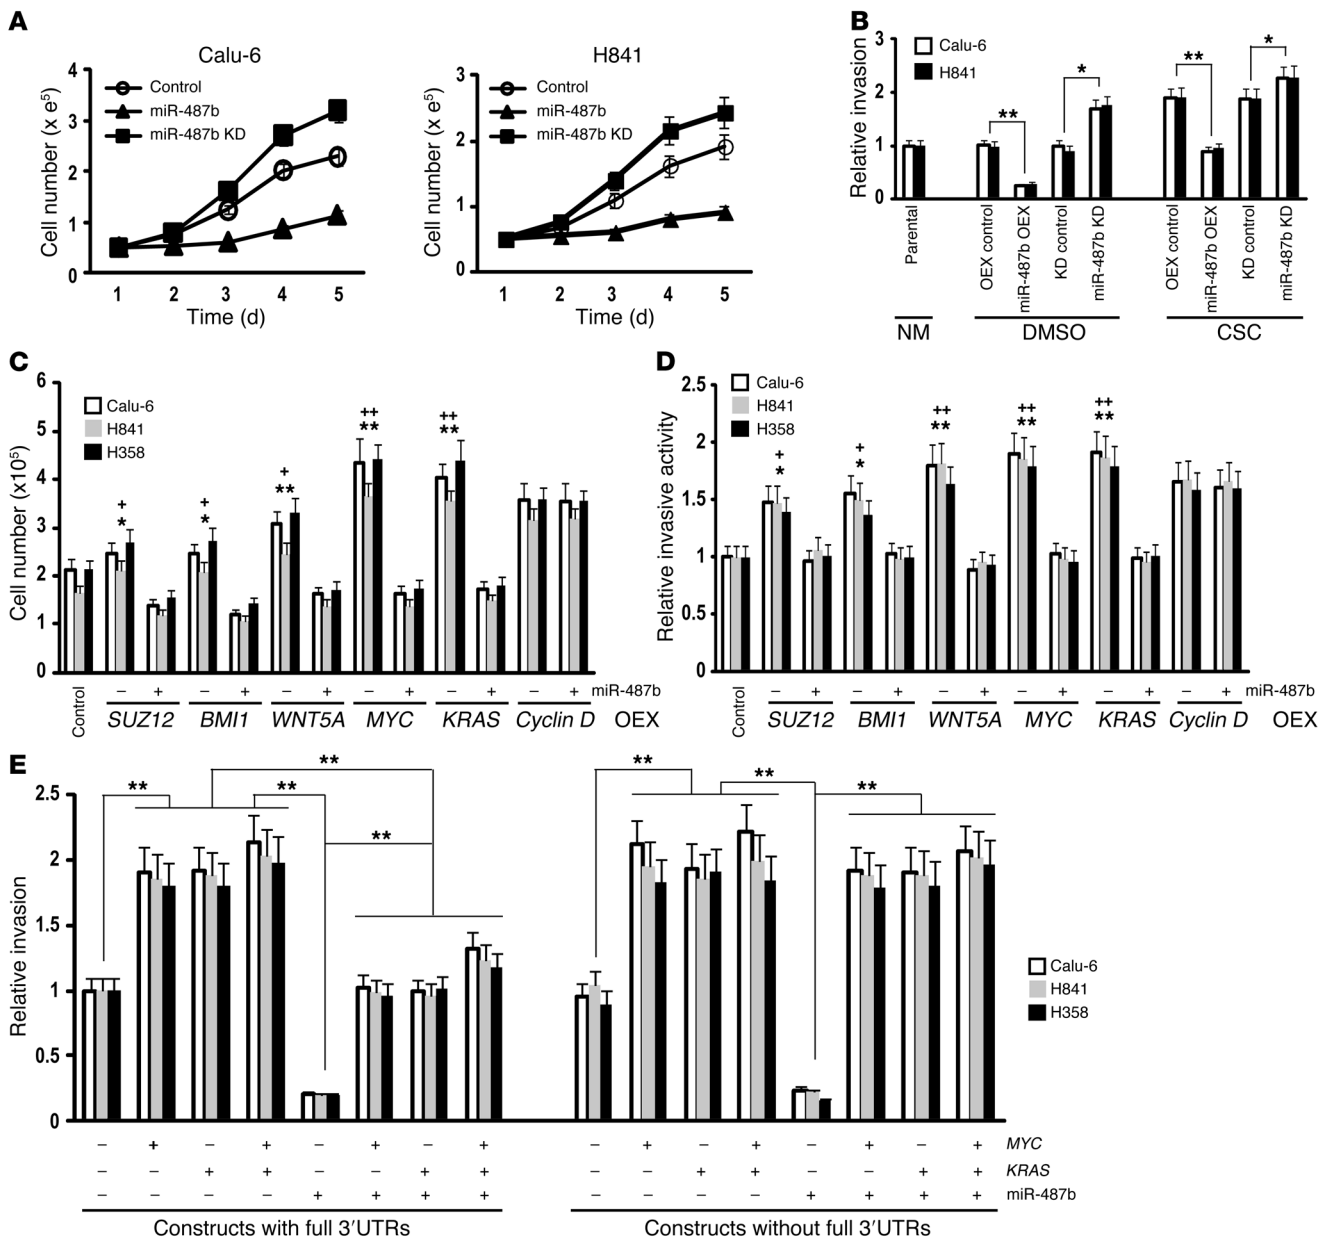 A
Calu-6
Cell number (x e⁵)
4
3
2
1
0
Control
miR-487b
miR-487b KD
1 2 3 4 5
Time (d)
H841
Cell number (x e⁵)
3
2
1
0
Control
miR-487b
miR-487b KD
1 2 3 4 5
Time (d)
B
Relative invasion
3
2
1
0
Calu-6
H841
**
*
**
*
Parental
OEX control
miR-487b OEX
KD control
miR-487b KD
OEX control
miR-487b OEX
KD control
miR-487b KD
NM
DMSO
CSC
C
Cell number (x10⁵)
6
5
4
3
2
1
0
Calu-6
H841
H358
+
*
+
*
+
**
++
**
++
**
Control
– + – + – + – + – + – + miR-487b
SUZ12 BMI1 WNT5A MYC KRAS Cyclin D OEX
D
Relative invasive activity
2.5
2
1.5
1
0.5
0
Calu-6
H841
H358
+
*
+
*
++
**
++
**
++
**
Control
– + – + – + – + – + – + miR-487b
SUZ12 BMI1 WNT5A MYC KRAS Cyclin D OEX
E
Relative invasion
2.5
2
1.5
1
0.5
0
**
**
**
**
**
**
**
Calu-6
H841
H358
– + – + – + – + – + – + – + – + MYC
– – + + – – + + – – + + – – + + KRAS
– – – – + + + + – – – – + + + + miR-487b
Constructs with full 3′UTRs
Constructs without full 3′UTRs